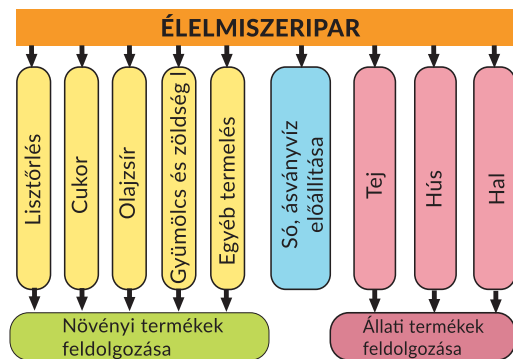 ÉLELMISZERIPAR
Lisztőrlés
Cukor
Olajzsír
Gyümölcs és zöldség l
Egyéb termelés
Só, ásványvíz
előállítása
Tej
Hús
Hal
Növényi termékek
feldolgozása
Állati termékek
feldolgozása